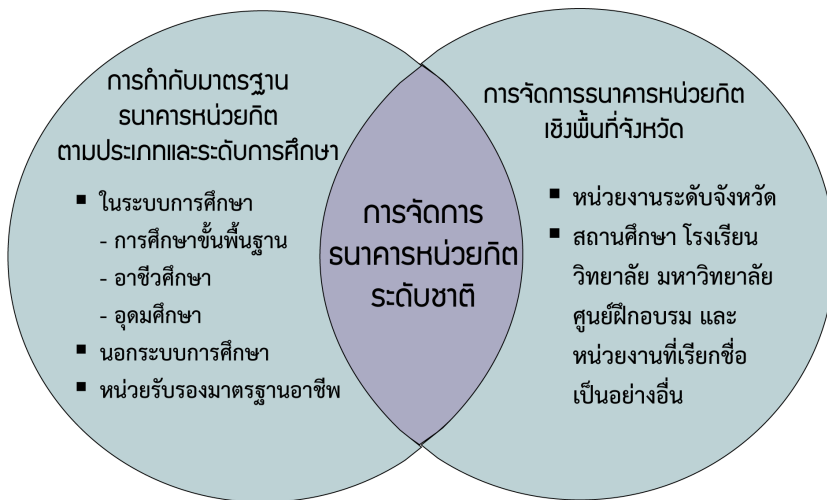 การกำกับมาตรฐาน
ธนาคารหน่วยกิต
ตามประเภทและระดับการศึกษา
▪ ในระบบการศึกษา
- การศึกษาขั้นพื้นฐาน
- อาชีวศึกษา
- อุดมศึกษา
▪ นอกระบบการศึกษา
▪ หน่วยรับรองมาตรฐานอาชีพ
การจัดการ
ธนาคารหน่วยกิต
ระดับชาติ
การจัดการธนาคารหน่วยกิต
เชิงพื้นที่จังหวัด
▪ หน่วยงานระดับจังหวัด
▪ สถานศึกษา โรงเรียน
วิทยาลัย มหาวิทยาลัย
ศูนย์ฝึกอบรม และ
หน่วยงานที่เรียกชื่อ
เป็นอย่างอื่น